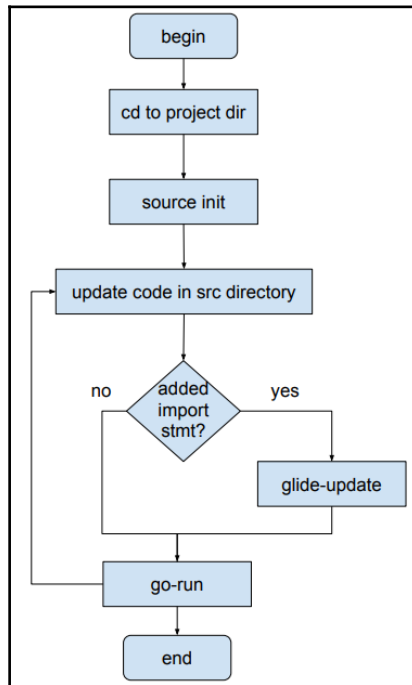 begin
cd to project dir
source init
update code in src directory
no
added
import
stmt?
yes
glide-update
go-run
end